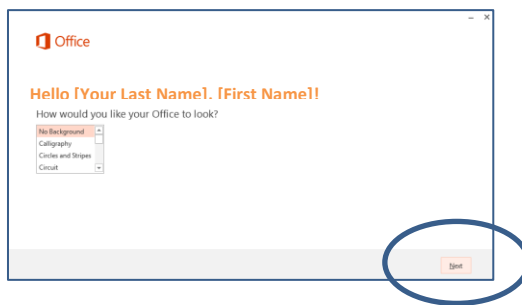 Office
Hello [Your Last Name], [First Name]!
How would you like your Office to look?
No Background
Calligraphy
Circles and Stripes
Circuit
Next